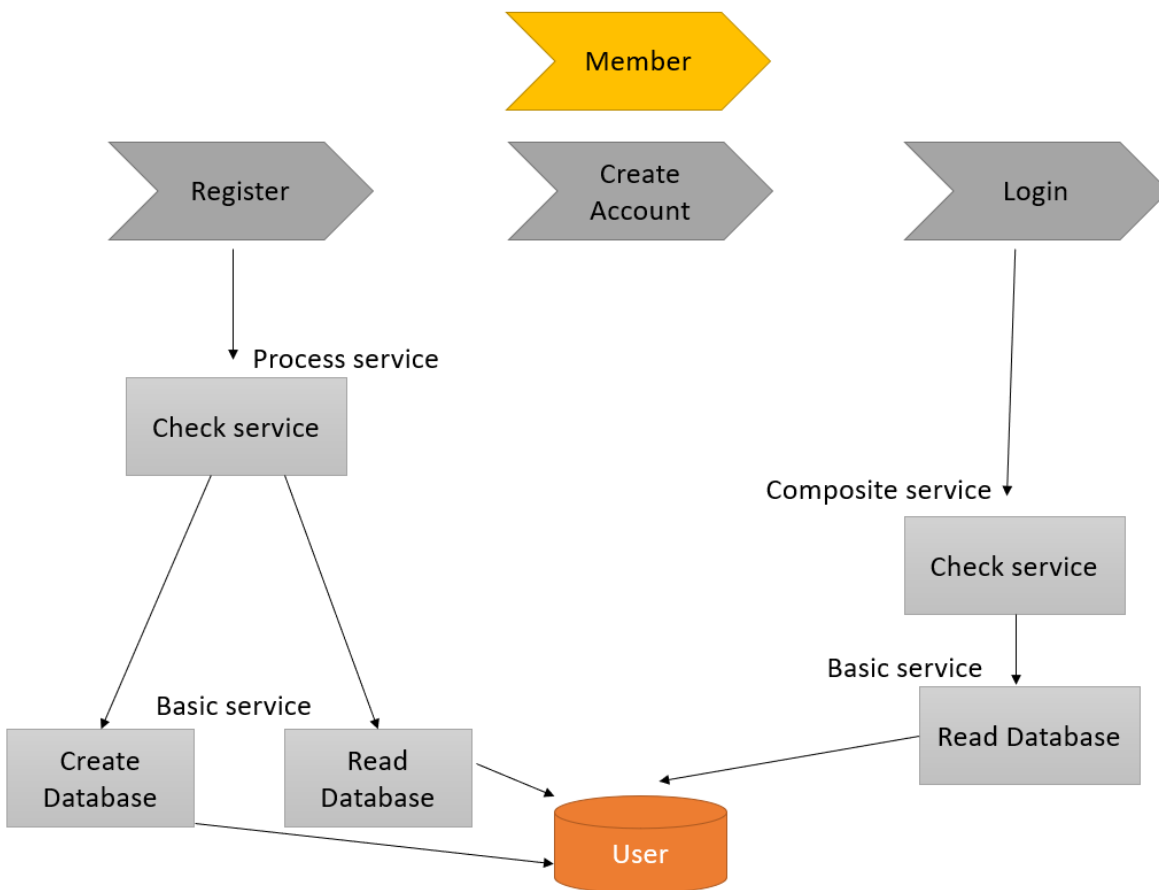 Member
Register
Create
Account
Login
Process service
Check service
Composite service
Check service
Basic service
Basic service
Create
Database
Read
Database
Read Database
User